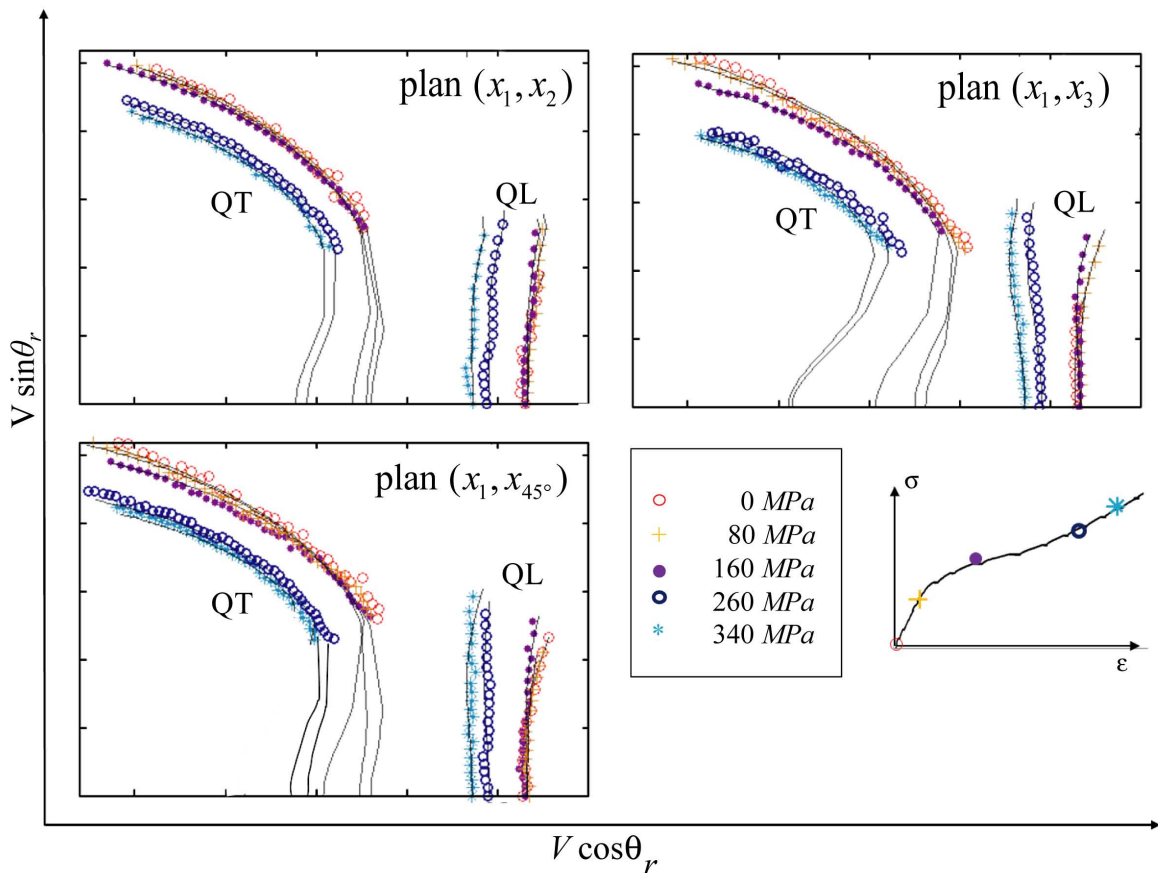 V sinθr
plan (x1, x2)
QT
QL
plan (x1, x3)
QT
QL
plan (x1, x45°)
QT
QL
0 MPa
80 MPa
160 MPa
260 MPa
340 MPa
σ
ε
V cosθr